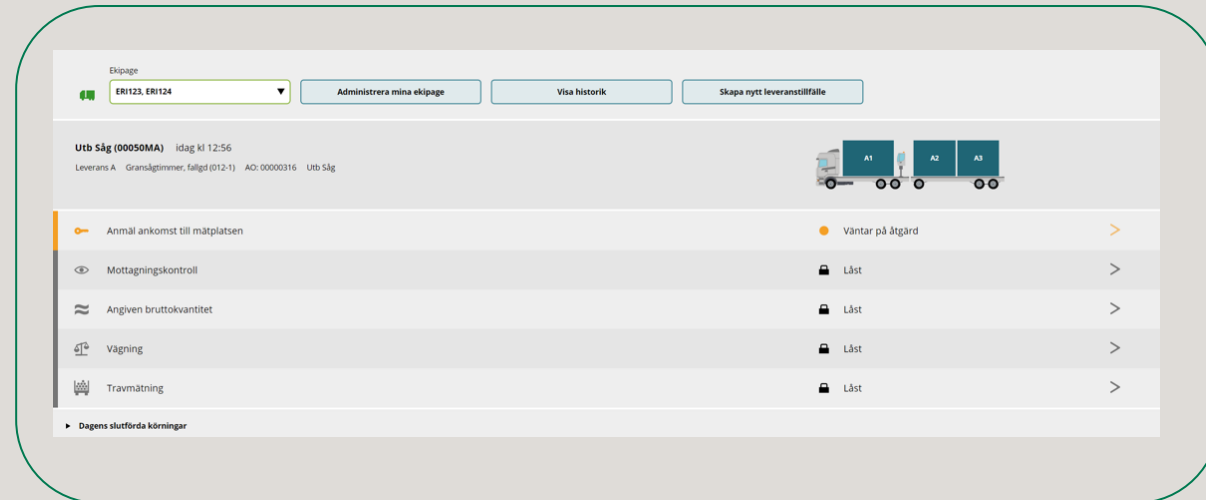 Ekipage
ERI123, ERI124
Administrera mina ekipage
Visa historik
Skapa nytt leveranstillfälle
Utb Såg (00050MA) idag kl 12:56
Leverans A Gransågtimmer, fallgd (012-1) AO: 00000316 Utb Såg
A1 A2 A3
Anmäl ankomst till mätplatsen Väntar på åtgärd
Mottagningskontroll Låst
Angiven bruttokvantitet Låst
Vägning Låst
Travmätning Låst
Dagens slutförda körningar